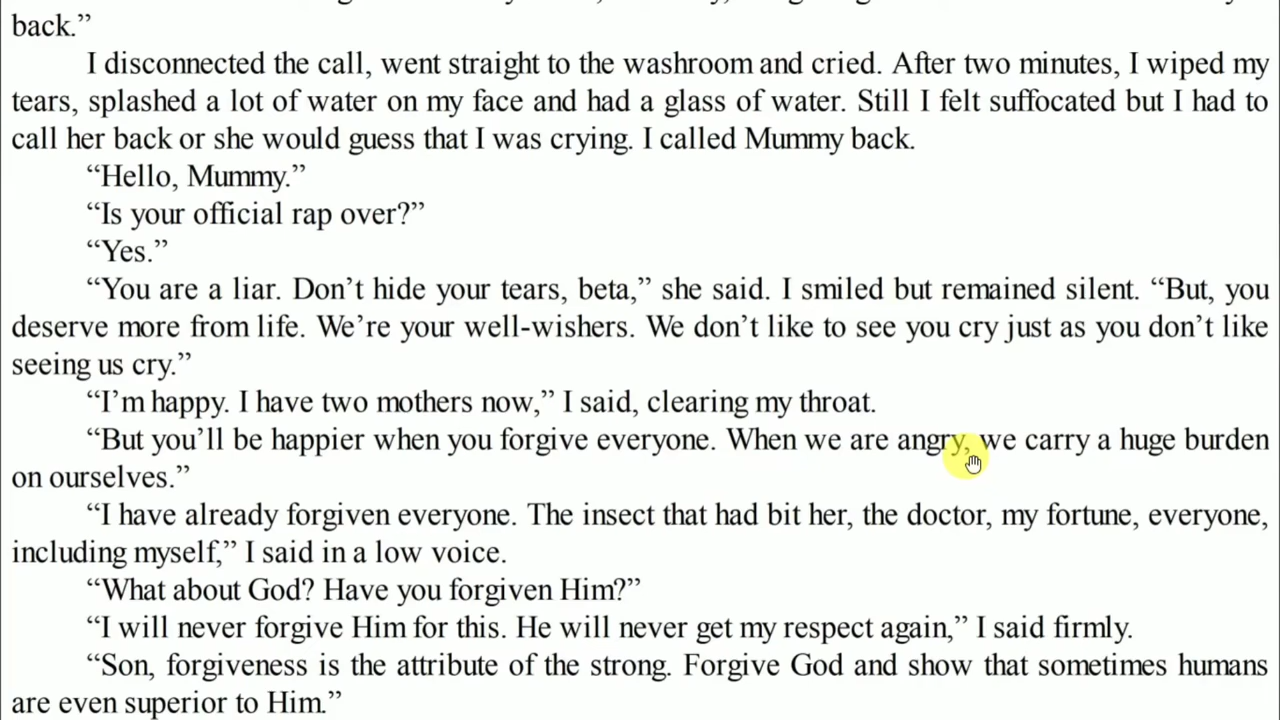 back.”
I disconnected the call, went straight to the washroom and cried. After two minutes, I wiped my
tears, splashed a lot of water on my face and had a glass of water. Still I felt suffocated but I had to
call her back or she would guess that I was crying. I called Mummy back.
“Hello, Mummy.”
“Is your official rap over?”
“Yes.”
“You are a liar. Don’t hide your tears, beta,” she said. I smiled but remained silent. “But, you
deserve more from life. We’re your well-wishers. We don’t like to see you cry just as you don’t like
seeing us cry.”
“I’m happy. I have two mothers now,” I said, clearing my throat.
“But you’ll be happier when you forgive everyone. When we are angry, we carry a huge burden
on ourselves.”
“I have already forgiven everyone. The insect that had bit her, the doctor, my fortune, everyone,
including myself,” I said in a low voice.
“What about God? Have you forgiven Him?”
“I will never forgive Him for this. He will never get my respect again,” I said firmly.
“Son, forgiveness is the attribute of the strong. Forgive God and show that sometimes humans
are even superior to Him.”